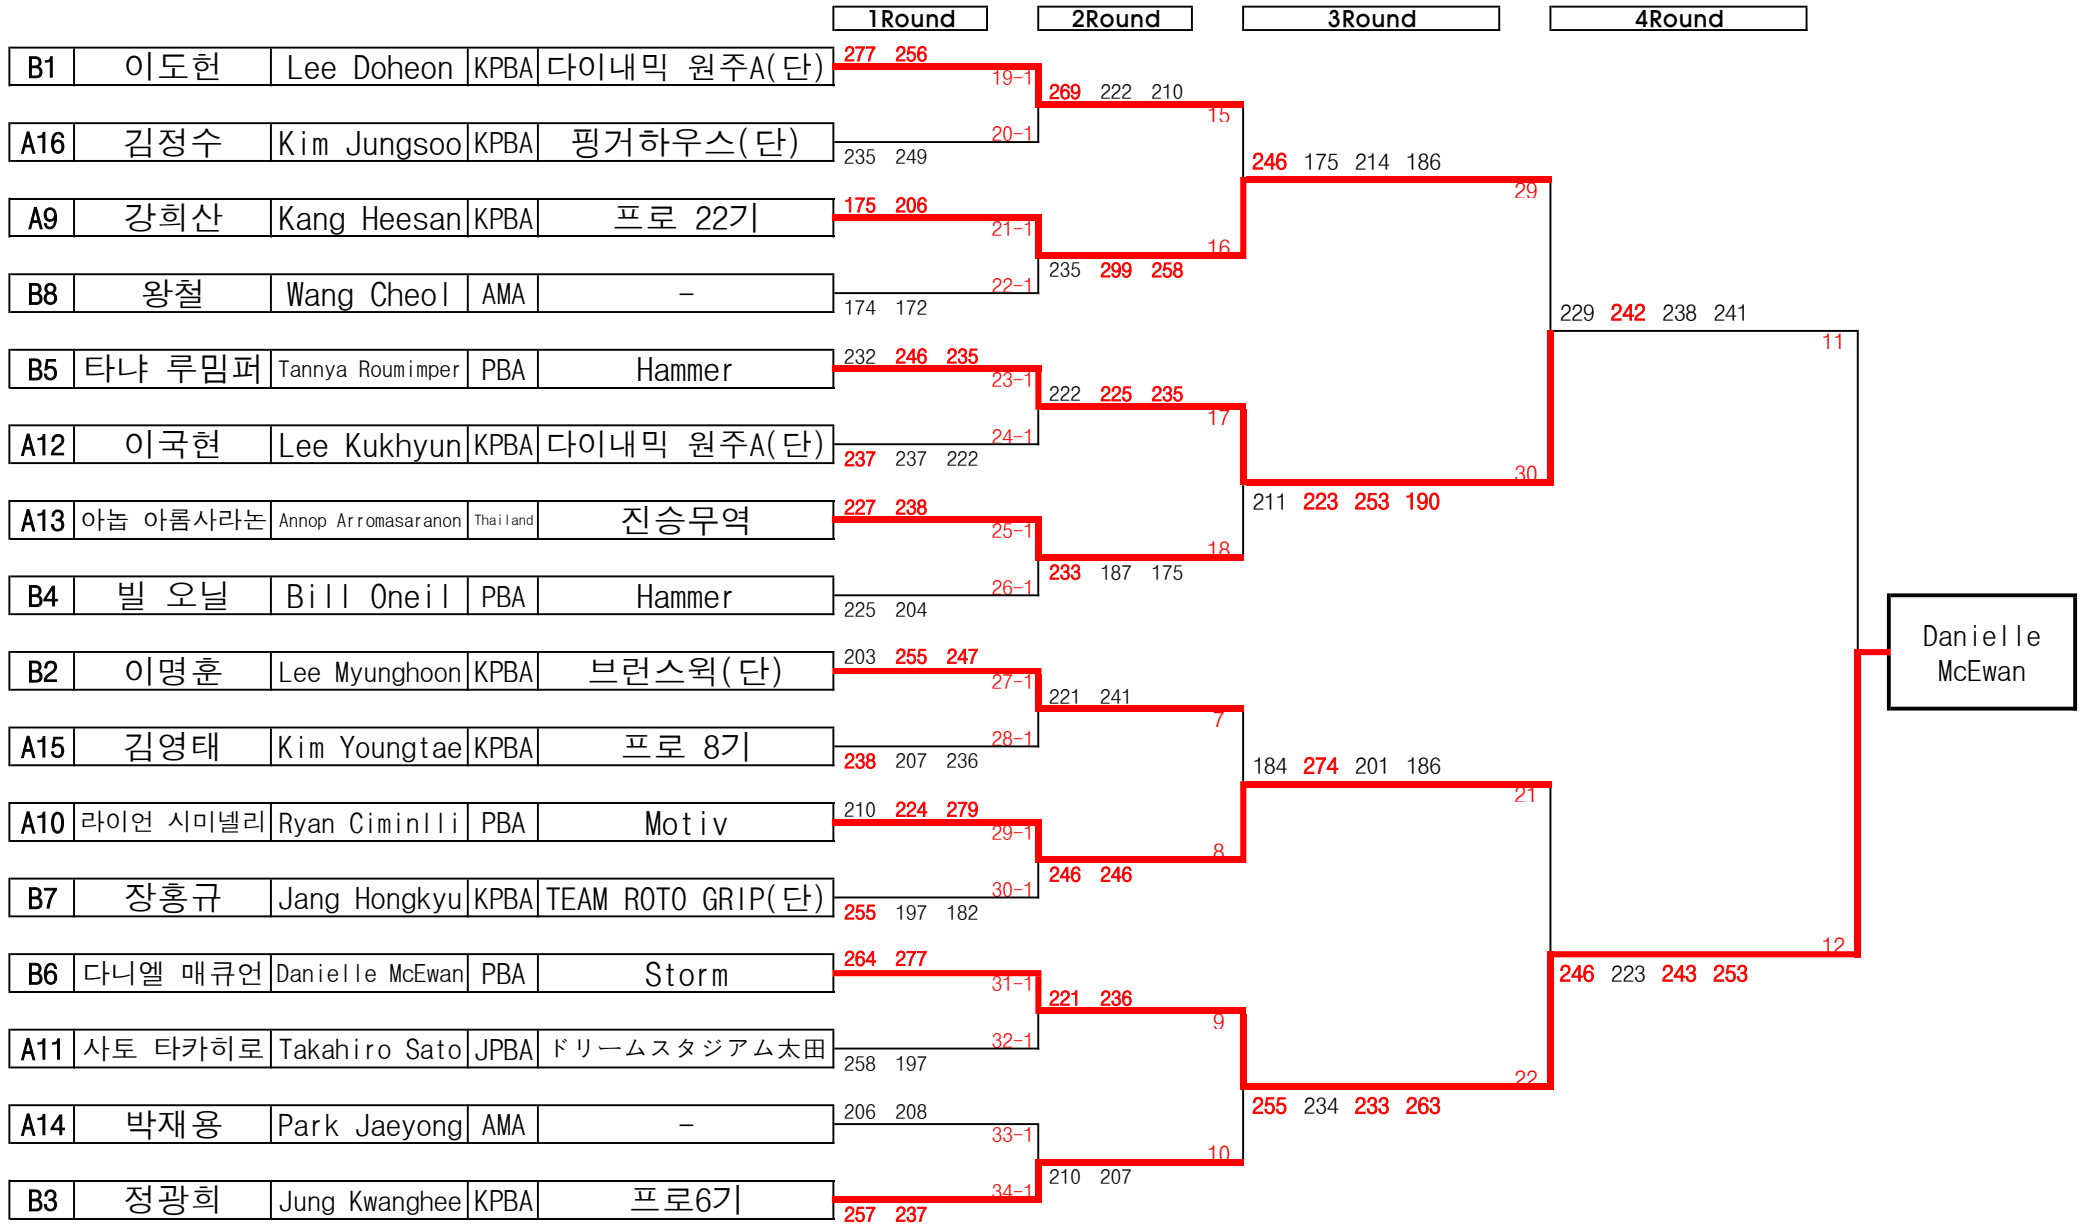 1Round 2Round 3Round 4Round
277 256
B1 이도헌 Lee Doheon KPBA 다이내믹 원주A(단)
19-1
269 222 210
15
A16 김정수 Kim Jungsoo KPBA 핑거하우스(단)
20-1
235 249
246 175 214 186
29
175 206
A9 강희산 Kang Heesan KPBA 프로 22기
21-1
16
235 299 258
B8 왕철 Wang Cheol AMA -
22-1
174 172
229 242 238 241
11
232 246 235
B5 타냐 루밈퍼 Tannya Roumimper PBA Hammer
23-1
222 225 235
17
A12 이국현 Lee Kukhyun KPBA 다이내믹 원주A(단)
24-1
237 237 222
30
211 223 253 190
227 238
A13 아놉 아롬사라논 Annop Arromasaranon Thailand 진승무역
25-1
18
233 187 175
B4 빌 오닐 Bill Oneil PBA Hammer
26-1
225 204
Danielle
McEwan
203 255 247
B2 이명훈 Lee Myunghoon KPBA 브런스윅(단)
27-1
221 241
7
A15 김영태 Kim Youngtae KPBA 프로 8기
28-1
238 207 236
184 274 201 186
21
210 224 279
A10 라이언 시미넬리 Ryan Ciminlli PBA Motiv
29-1
8
246 246
B7 장홍규 Jang Hongkyu KPBA TEAM ROTO GRIP(단)
30-1
255 197 182
12
246 223 243 253
264 277
B6 다니엘 매큐언 Danielle McEwan PBA Storm
31-1
221 236
9
A11 사토 타카히로 Takahiro Sato JPBA ドリームスタジアム太田
32-1
258 197
22
255 234 233 263
206 208
A14 박재용 Park Jaeyong AMA -
33-1
10
210 207
B3 정광희 Jung Kwanghee KPBA 프로6기
34-1
257 237